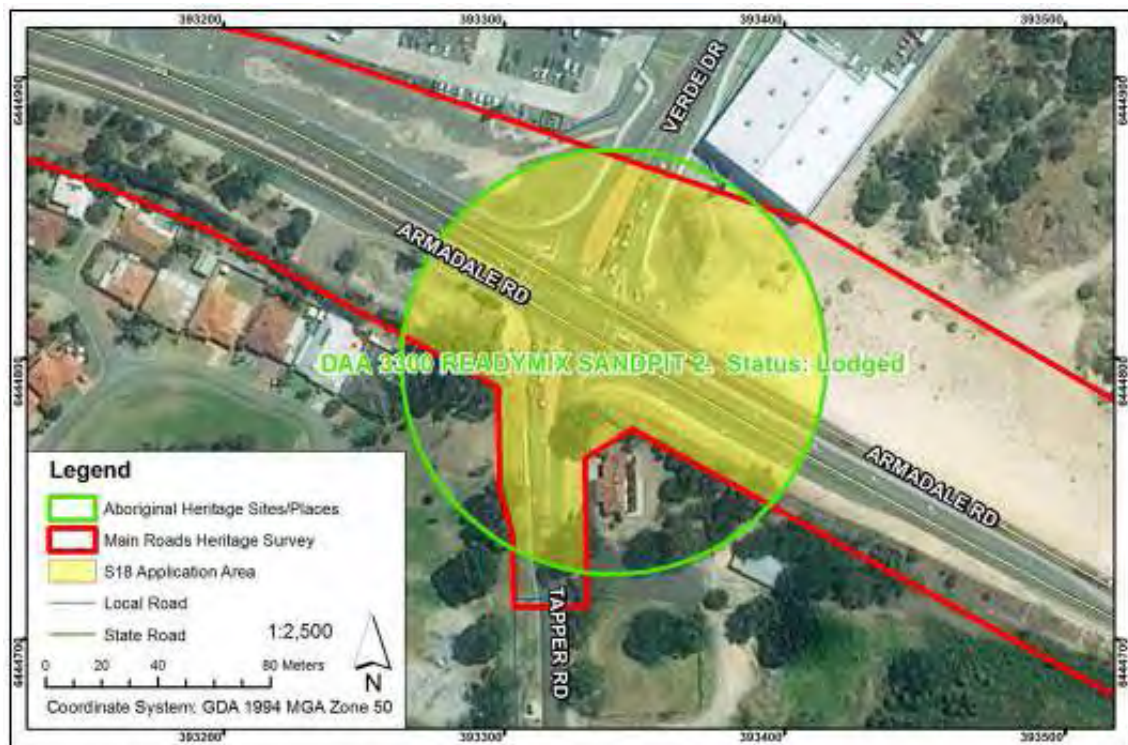 393200 393300 393400 393500
6444900
6444900
VERDE DR
ARMADALE RD
6444800
DAA 3300 READYMIX SANDPIT 2. Status: Lodged
6444800
ARMADALE RD
TAPPER RD
6444700
6444700
Legend
Aboriginal Heritage Sites/Places
Main Roads Heritage Survey
S18 Application Area
Local Road
State Road
1:2,500
0 20 40 80 Meters
N
Coordinate System: GDA 1994 MGA Zone 50
393200 393300 393400 393500